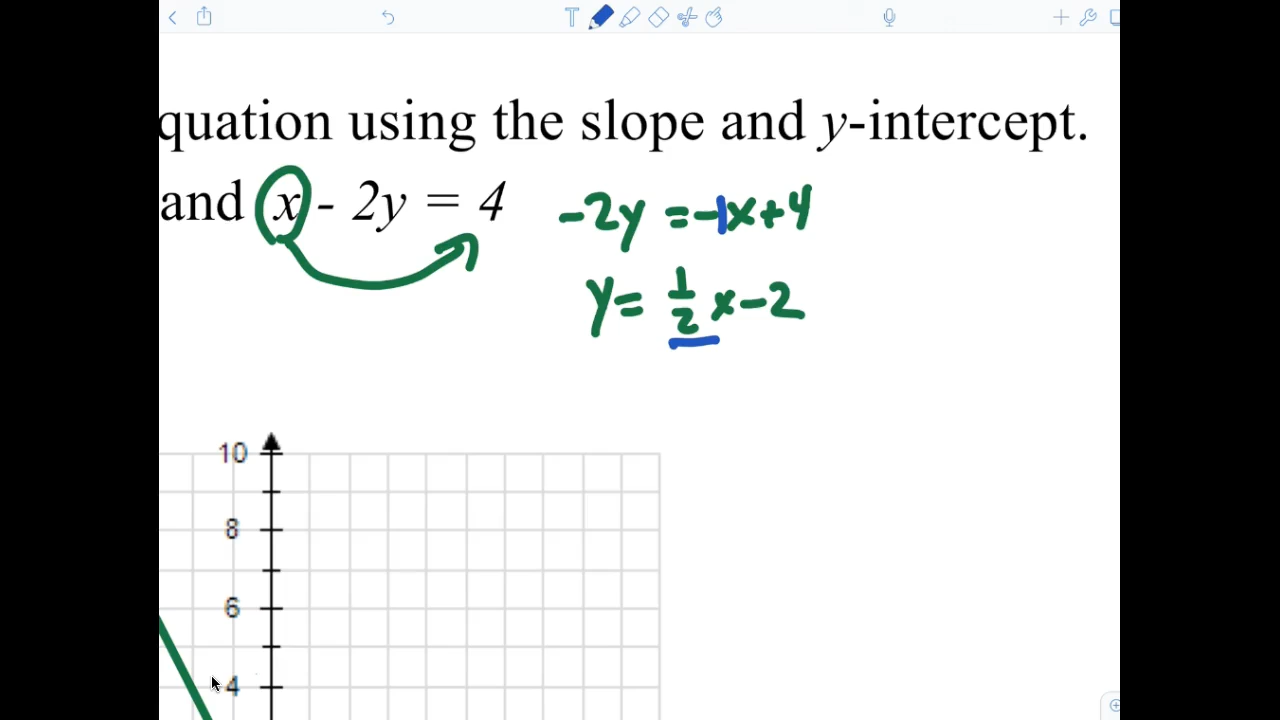 quation using the slope and y-intercept.
and x - 2y = 4
-2y = -1x+4
y = 1/2 x - 2
10
8
6
4